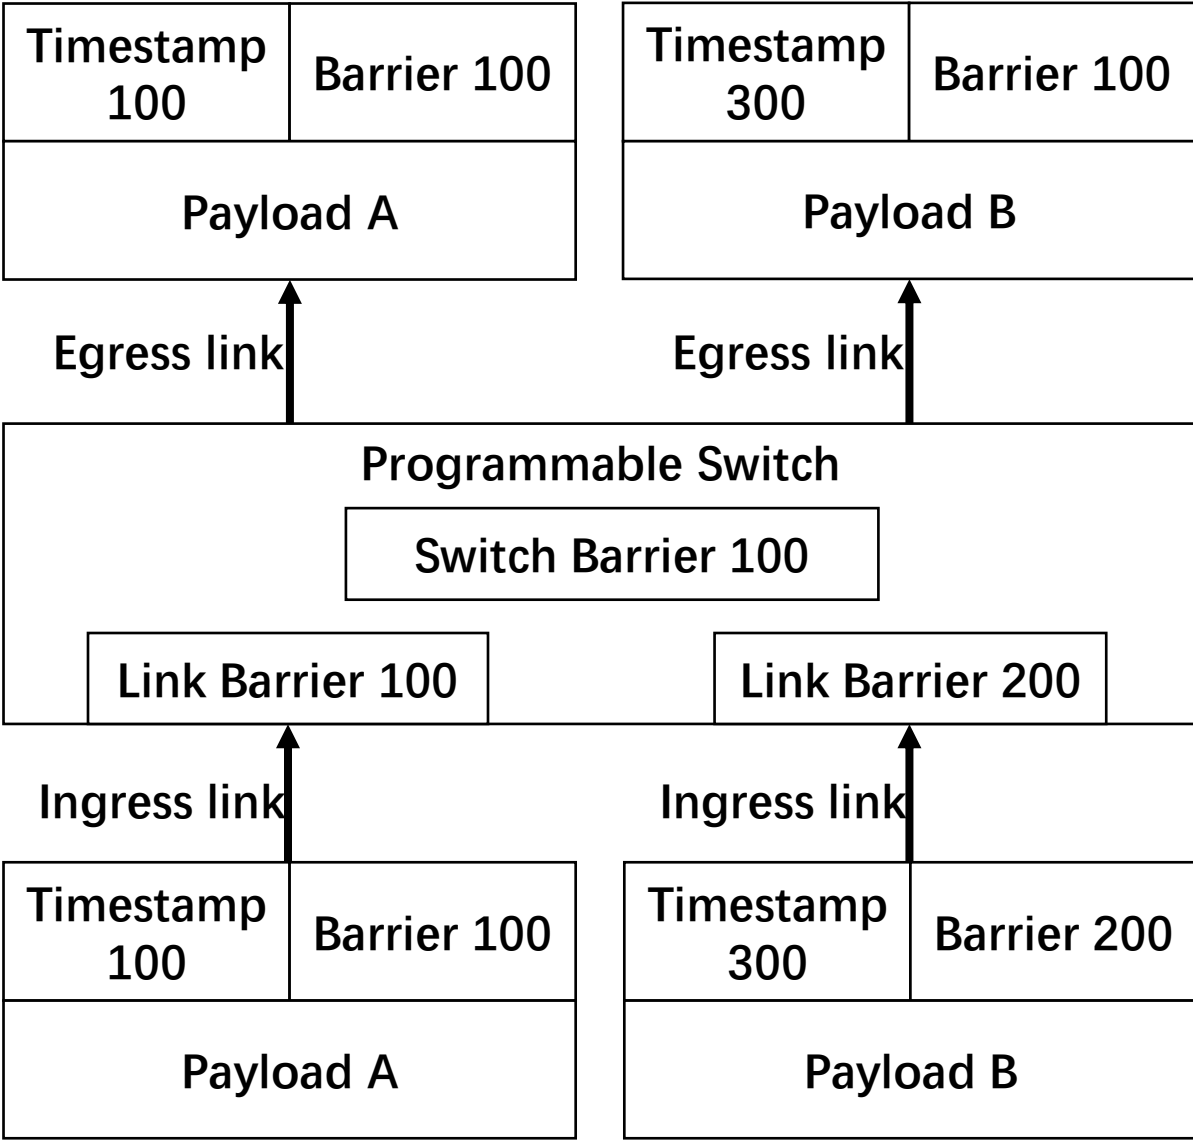 Timestamp
100
Barrier 100
Payload A
Timestamp
300
Barrier 100
Payload B
Egress link
Egress link
Programmable Switch
Switch Barrier 100
Link Barrier 100
Link Barrier 200
Ingress link
Ingress link
Timestamp
100
Barrier 100
Payload A
Timestamp
300
Barrier 200
Payload B